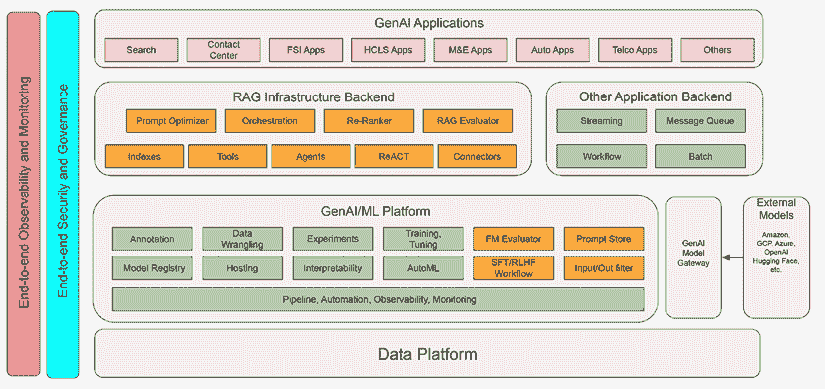 End-to-end Observability and Monitoring
End-to-end Security and Governance
GenAI Applications
Search
Contact
Center
FSI Apps
HCLS Apps
M&E Apps
Auto Apps
Telco Apps
Others
RAG Infrastructure Backend
Prompt Optimizer
Orchestration
Re-Ranker
RAG Evaluator
Indexes
Tools
Agents
ReACT
Connectors
Other Application Backend
Streaming
Message Queue
Workflow
Batch
GenAI/ML Platform
Annotation
Data
Wrangling
Experiments
Training,
Tuning
FM Evaluator
Prompt Store
Model Registry
Hosting
Interpretability
AutoML
SFT/RLHF
Workflow
Input/Out filter
Pipeline, Automation, Observability, Monitoring
GenAI
Model
Gateway
External
Models
Amazon,
GCP, Azure,
OpenAI
Hugging Face,
etc.
Data Platform